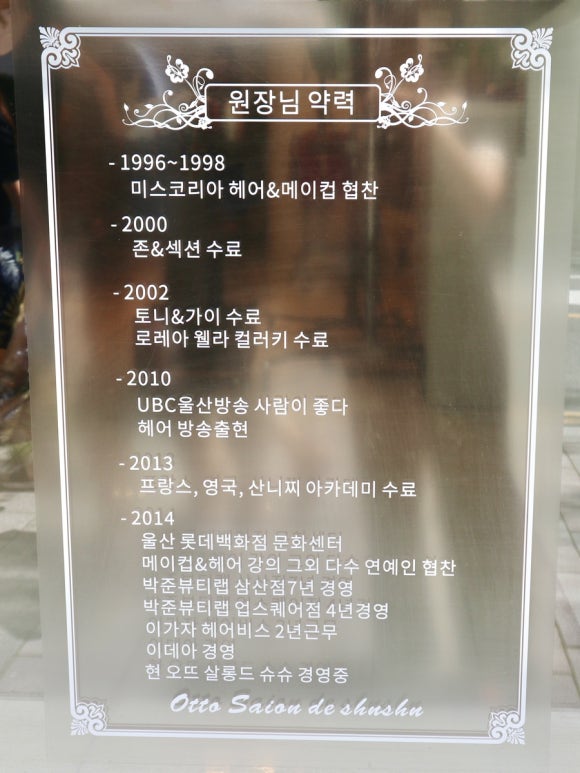 원장님 약력
- 1996~1998
미스코리아 헤어&메이컵 협찬
- 2000
존&섹션 수료
- 2002
토니&가이 수료
로레아 웰라 컬러키 수료
- 2010
UBC울산방송 사람이 좋다
헤어 방송출현
- 2013
프랑스, 영국, 산니찌 아카데미 수료
- 2014
울산 롯데백화점 문화센터
메이컵&헤어 강의 그외 다수 연예인 협찬
박준뷰티랩 삼산점7년 경영
박준뷰티랩 업스퀘어점 4년경영
이가자 헤어비스 2년근무
이데아 경영
현 오뜨 살롱드 슈슈 경영중
Otto Saion de shnshn